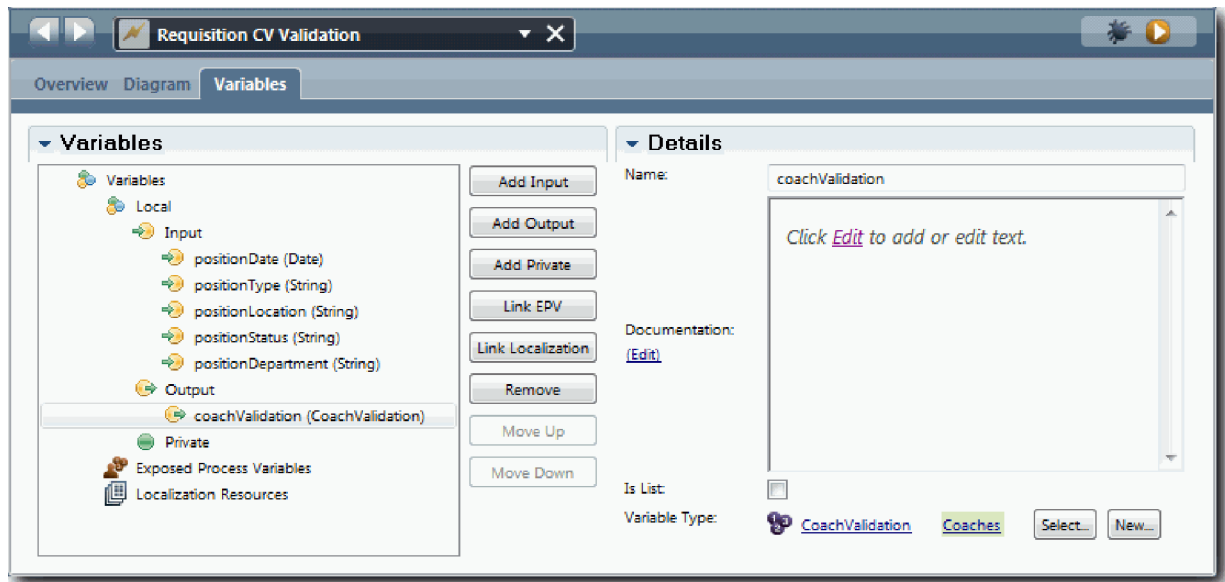 Requisition CV Validation
Overview Diagram Variables
Variables
Variables
Local
Input
positionDate (Date)
positionType (String)
positionLocation (String)
positionStatus (String)
positionDepartment (String)
Output
coachValidation (CoachValidation)
Private
Exposed Process Variables
Localization Resources
Add Input
Add Output
Add Private
Link EPV
Link Localization
Remove
Move Up
Move Down
Details
Name: coachValidation
Click Edit to add or edit text.
Documentation:
(Edit)
Is List:
Variable Type: CoachValidation Coaches Select... New...